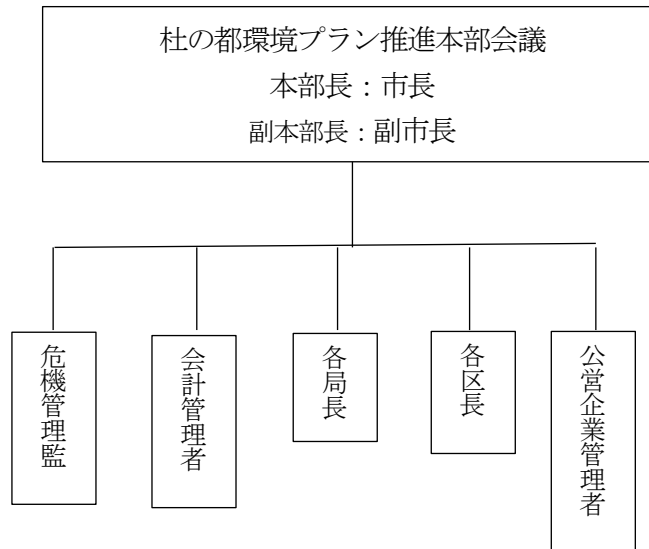 杜の都環境プラン推進本部会議
本部長：市長
副本部長：副市長
危機管理監
会計管理者
各局長
各区長
公営企業管理者